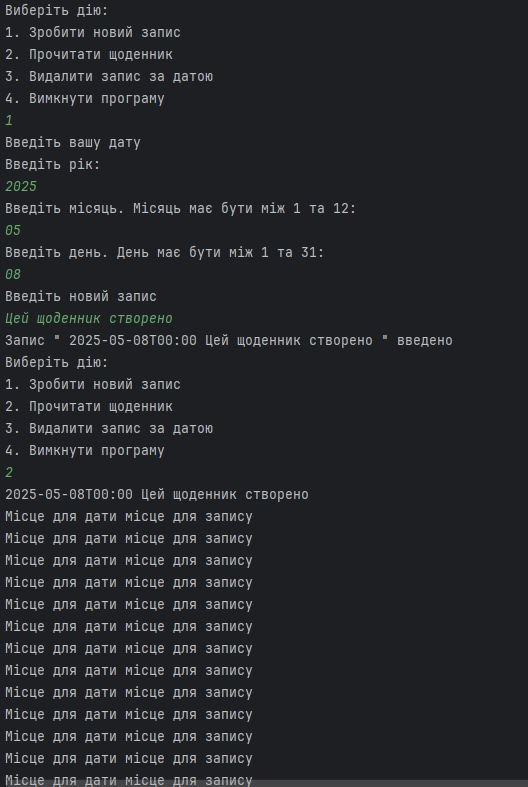 Виберіть дію:
1. Зробити новий запис
2. Прочитати щоденник
3. Видалити запис за датою
4. Вимкнути програму
1
Введіть вашу дату
Введіть рік:
2025
Введіть місяць. Місяць має бути між 1 та 12:
05
Введіть день. День має бути між 1 та 31:
08
Введіть новий запис
Цей щоденник створено
Запис " 2025-05-08T00:00 Цей щоденник створено " введено
Виберіть дію:
1. Зробити новий запис
2. Прочитати щоденник
3. Видалити запис за датою
4. Вимкнути програму
2
2025-05-08T00:00 Цей щоденник створено
Місце для дати місце для запису
Місце для дати місце для запису
Місце для дати місце для запису
Місце для дати місце для запису
Місце для дати місце для запису
Місце для дати місце для запису
Місце для дати місце для запису
Місце для дати місце для запису
Місце для дати місце для запису
Місце для дати місце для запису
Місце для дати місце для запису
Місце для дати місце для запису
Місце для дати місце для запису